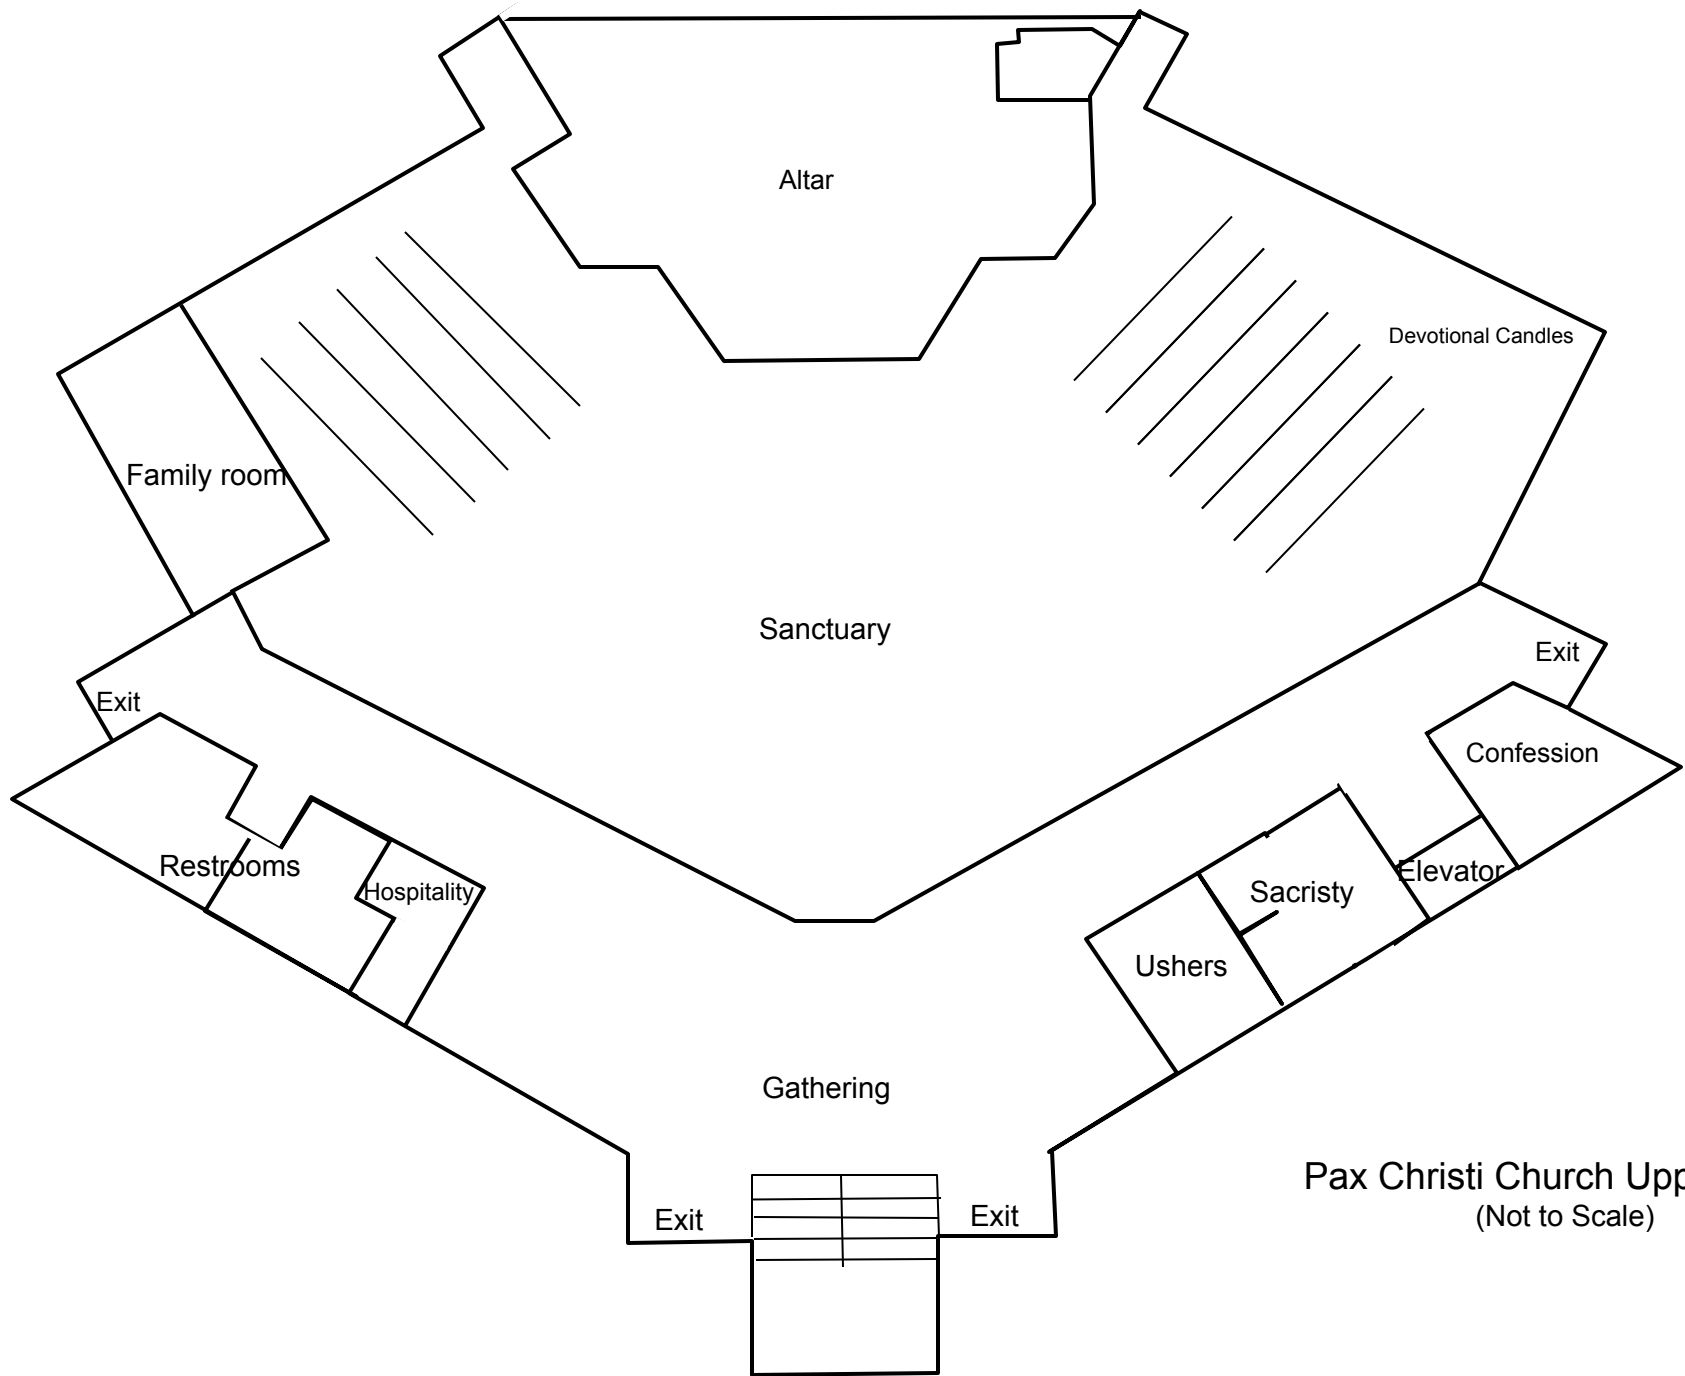 Altar
Devotional Candles
Family room
Sanctuary
Exit
Exit
Confession
Restrooms
Hospitality
Elevator
Sacristy
Ushers
Gathering
Pax Christi Church Upp
(Not to Scale)
Exit
Exit